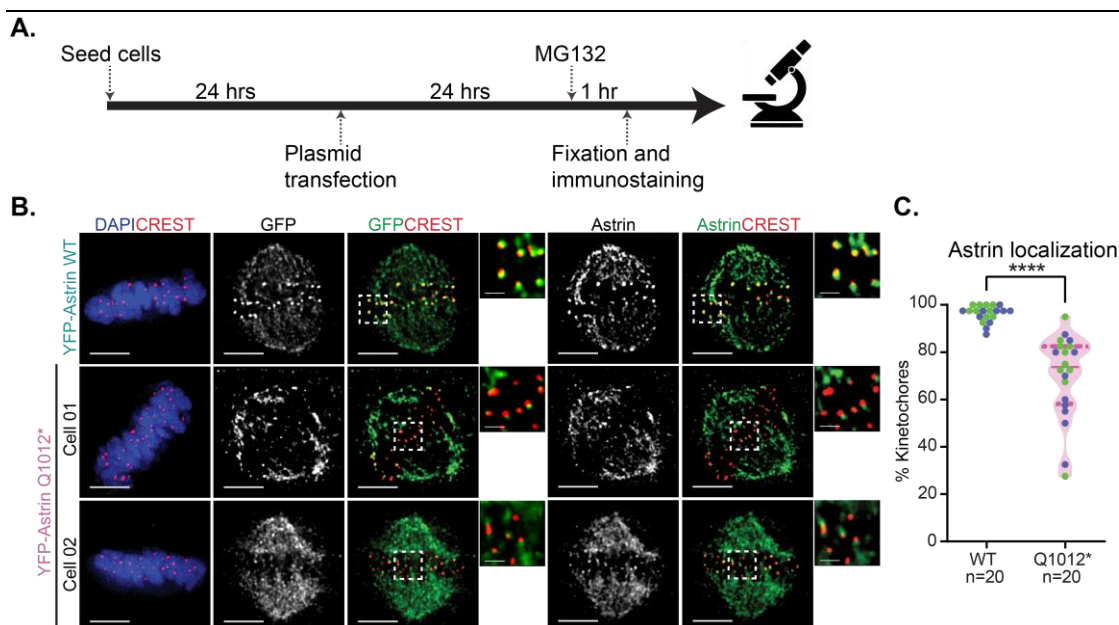 A.
Seed cells
MG132
24 hrs
24 hrs
1 hr
Plasmid
transfection
Fixation and
immunostaining
B.
DAPICREST
GFP
GFPCREST
Astrin
AstrinCREST
YFP-Astrin WT
YFP-Astrin Q1012*
Cell 01
Cell 02
C.
Astrin localization
****
% Kinetochores
100
80
60
40
20
0
WT
n=20
Q1012*
n=20